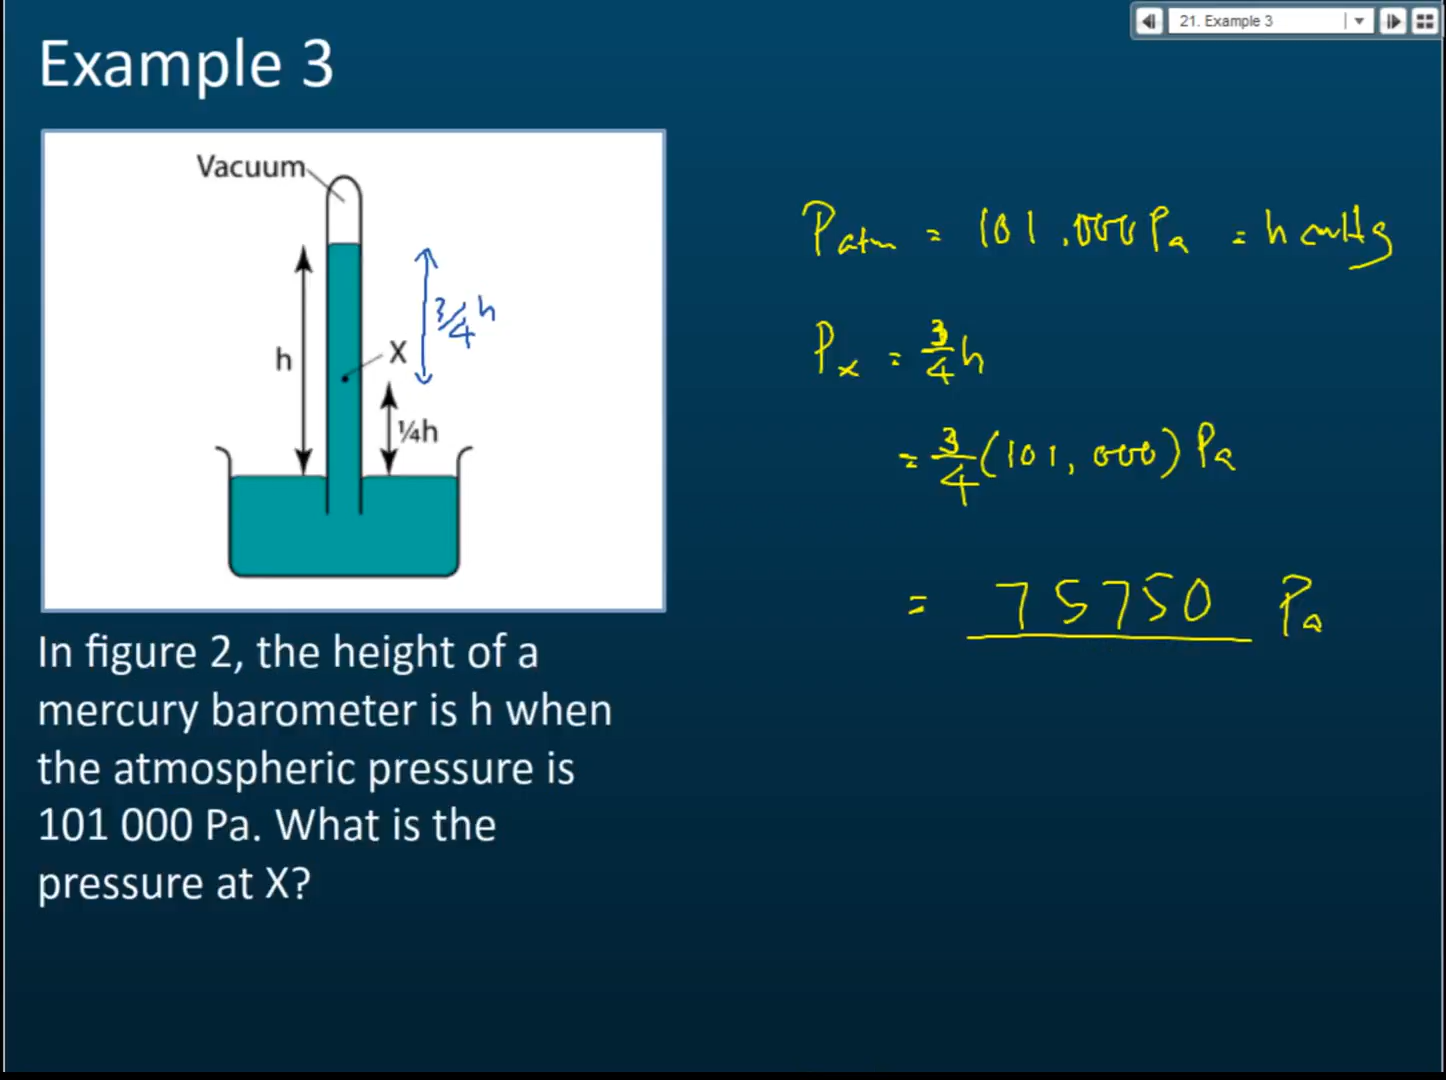 21. Example 3
Example 3
Vacuum
h
X
¾h
¼h
In figure 2, the height of a
mercury barometer is h when
the atmospheric pressure is
101 000 Pa. What is the
pressure at X?
Patm = 101,000 Pa = h cmHg
Px = 3/4 h
= 3/4 (101,000) Pa
= 75750 Pa